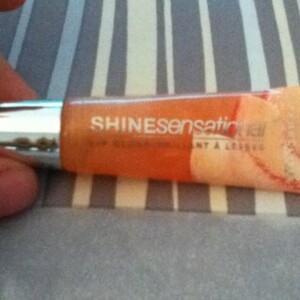 SHINEsensational
LIP GLOSS BRILLANT À LÈVRES